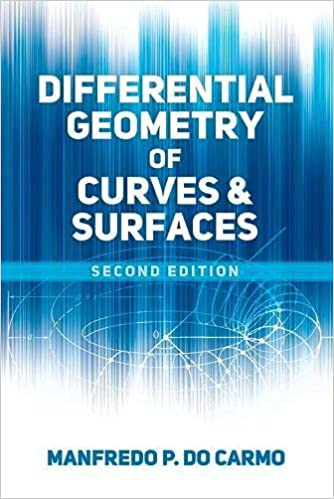 DIFFERENTIAL
GEOMETRY
OF
CURVES &
SURFACES
SECOND EDITION
MANFREDO P. DO CARMO